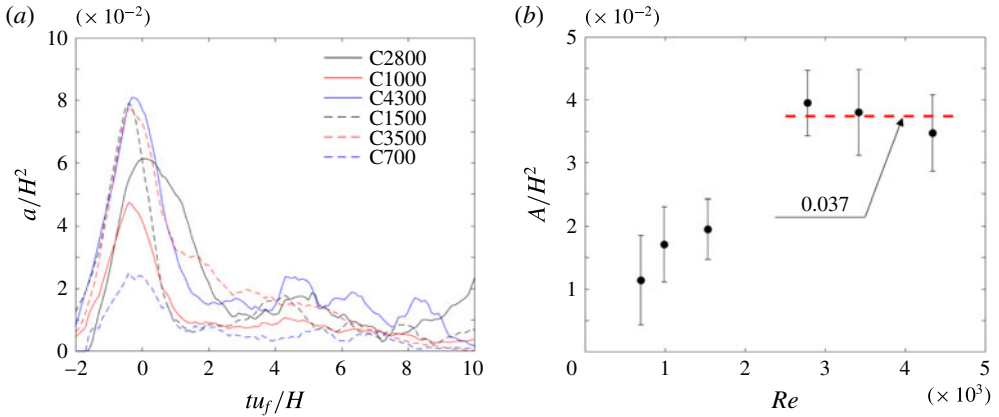 (a)
(× 10⁻²)
10
8
6
4
2
0
a/H²
–2 0 2 4 6 8 10
tu_f/H
C2800
C1000
C4300
C1500
C3500
C700
(b)
(× 10⁻²)
5
4
3
2
1
0
A/H²
0.037
1 2 3 4 5
Re
(× 10³)